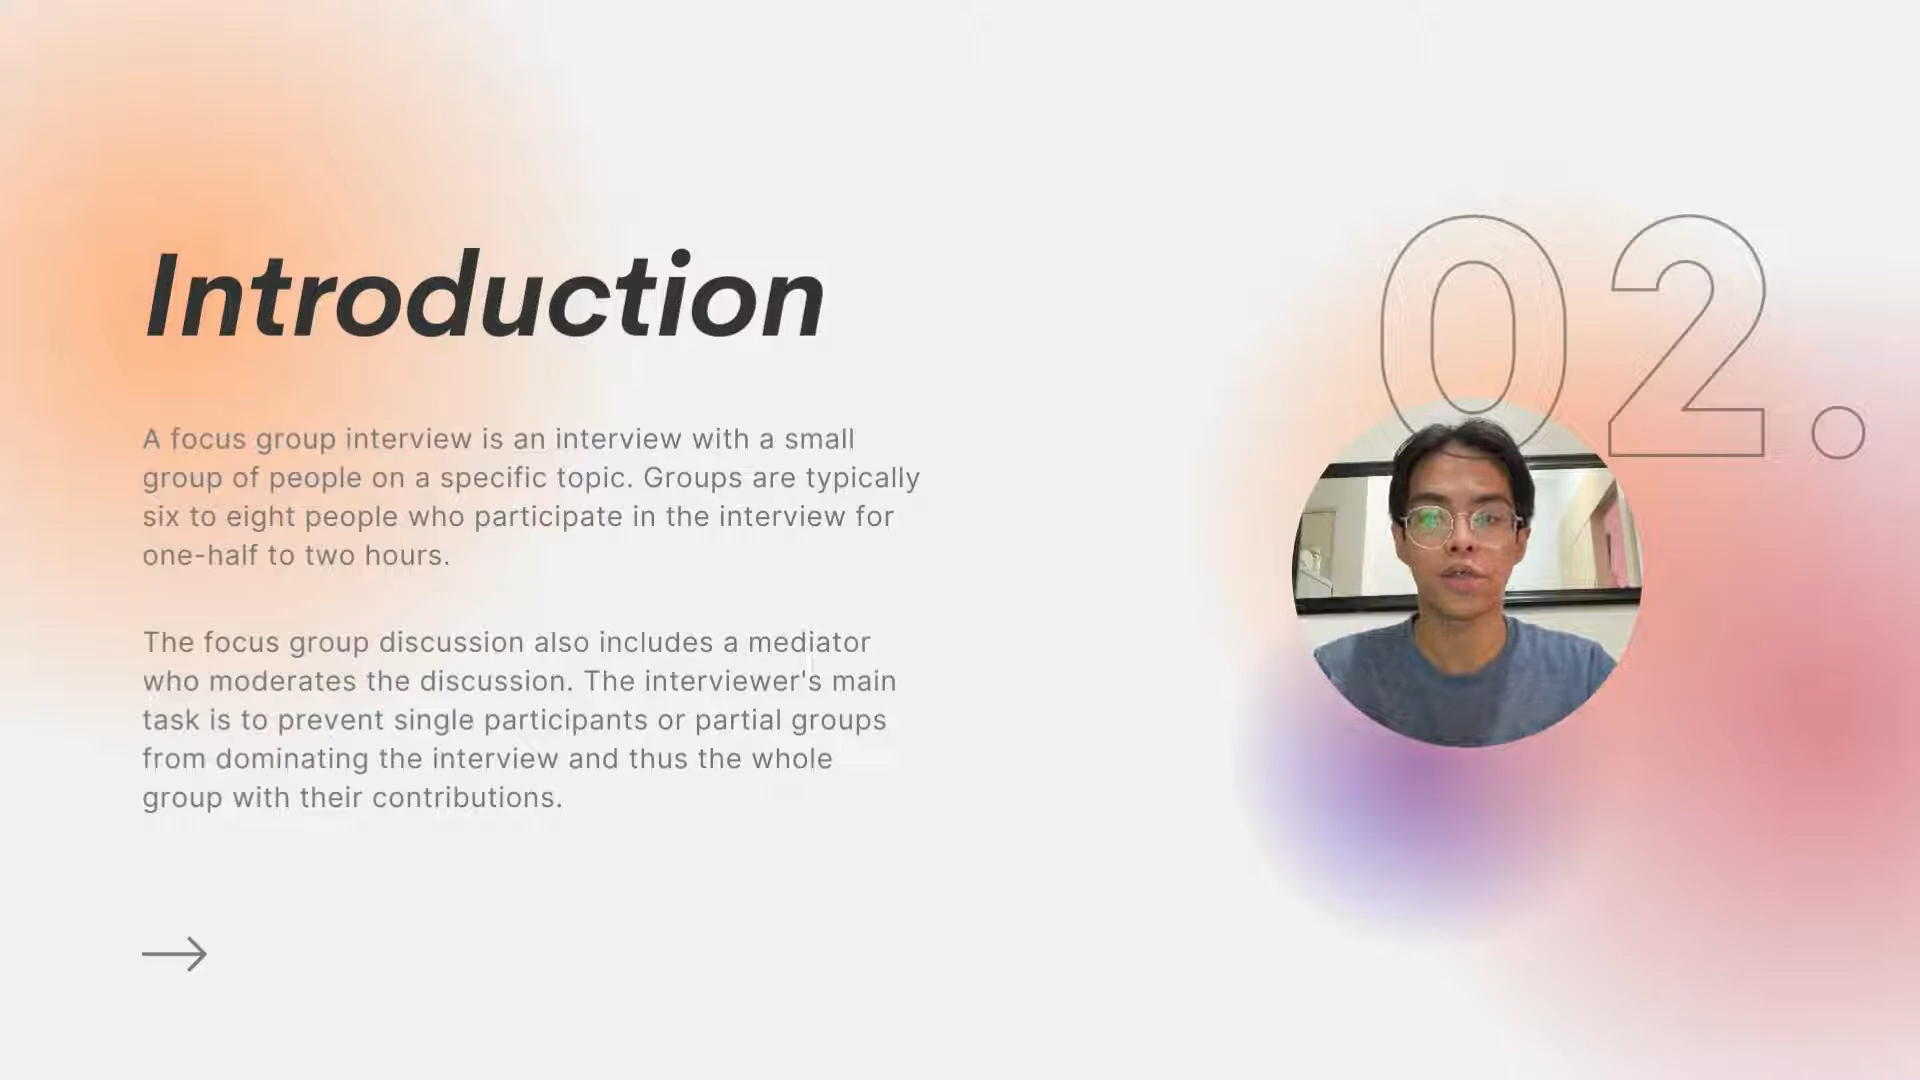 Introduction
02.
A focus group interview is an interview with a small
group of people on a specific topic. Groups are typically
six to eight people who participate in the interview for
one-half to two hours.
The focus group discussion also includes a mediator
who moderates the discussion. The interviewer's main
task is to prevent single participants or partial groups
from dominating the interview and thus the whole
group with their contributions.